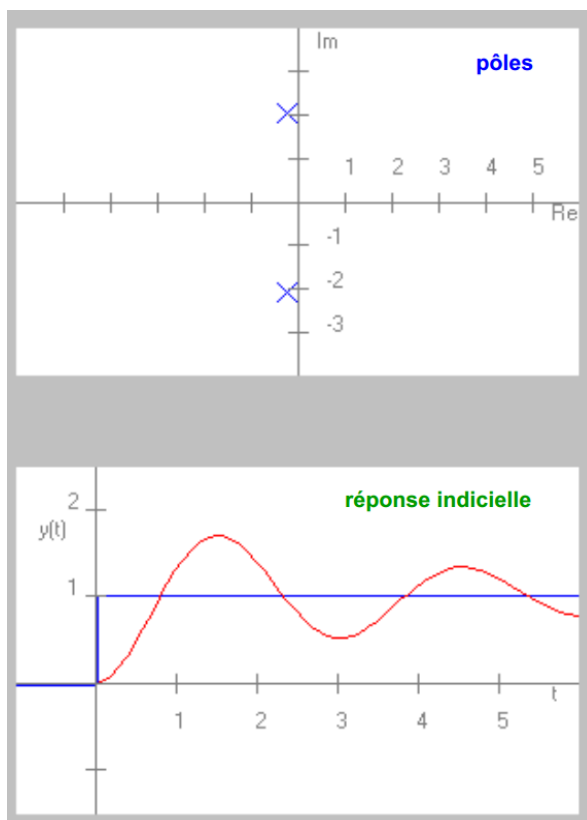 Im
pôles
1 2 3 4 5
Re
-1
-2
-3
2
réponse indicielle
y(t)
1
t
1 2 3 4 5